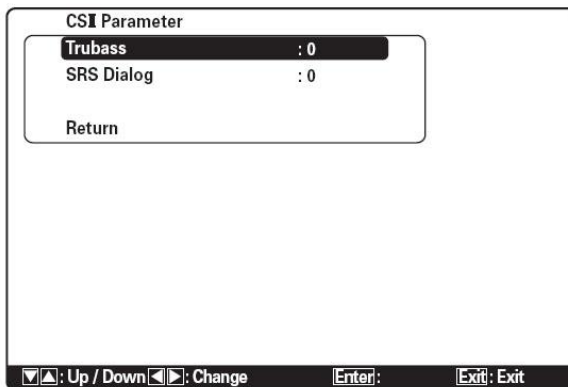 CSII Parameter
Trubass : 0
SRS Dialog : 0
Return
▼▲: Up / Down ◀▶: Change Enter: Exit: Exit